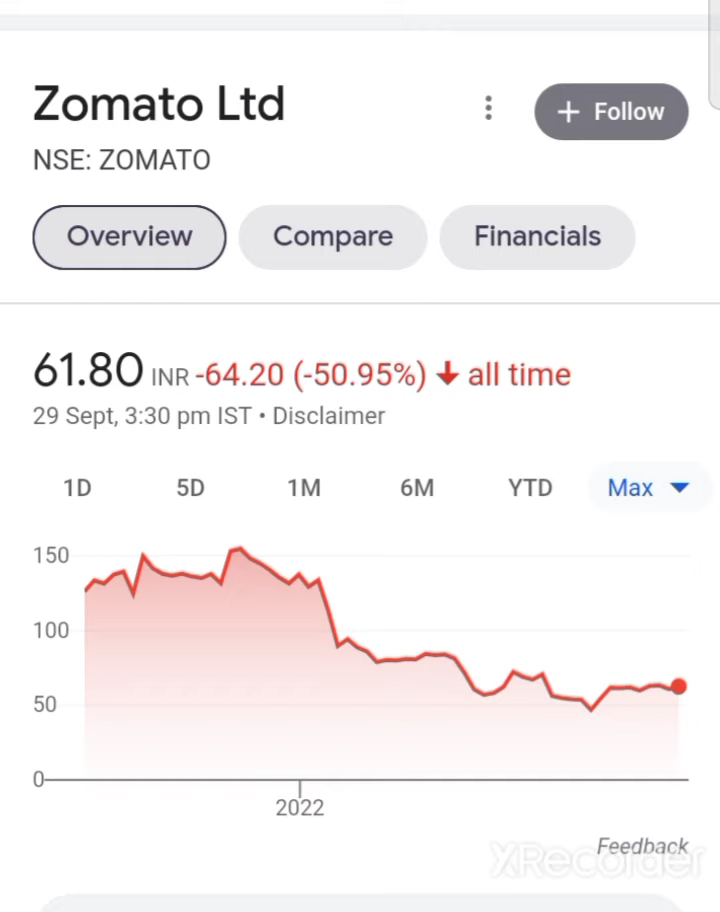 Zomato Ltd
+ Follow
NSE: ZOMATO
Overview Compare Financials
61.80 INR -64.20 (-50.95%) ↓ all time
29 Sept, 3:30 pm IST • Disclaimer
1D 5D 1M 6M YTD Max
150
100
50
0
2022
Feedback
XRecorder